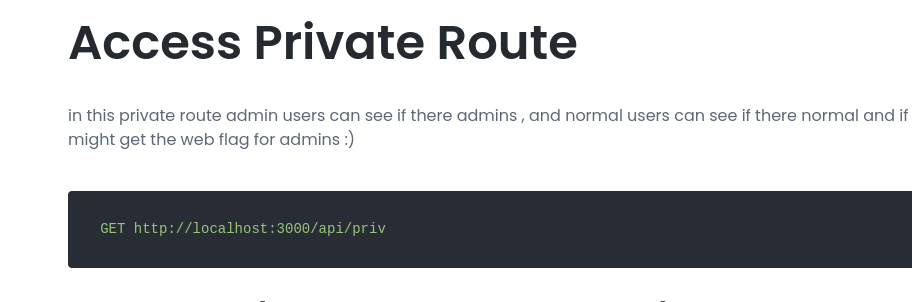 Access Private Route
in this private route admin users can see if there admins , and normal users can see if there normal and if
might get the web flag for admins :)
GET http://localhost:3000/api/priv